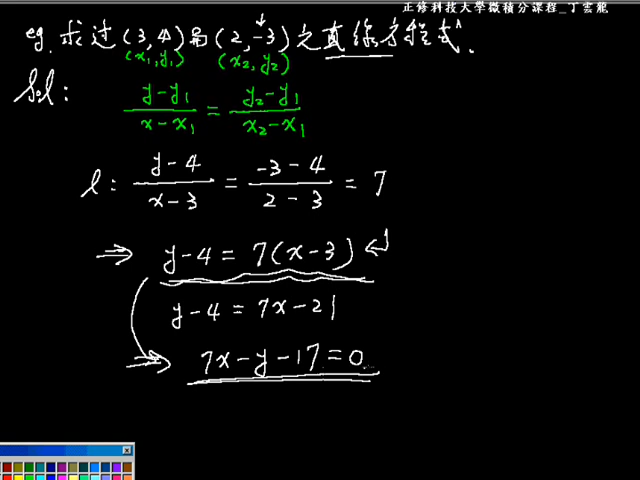 正修科技大學微積分課程_丁雲龍
eg. 求过(3,4)而(2,-3)之直線方程式.
(x₁,y₁) (x₂,y₂)
Sol:
(y-y₁)/(x-x₁) = (y₂-y₁)/(x₂-x₁)
l: (y-4)/(x-3) = (-3-4)/(2-3) = 7
⇒ y-4=7(x-3)
y-4=7x-21
⇒ 7x-y-17=0